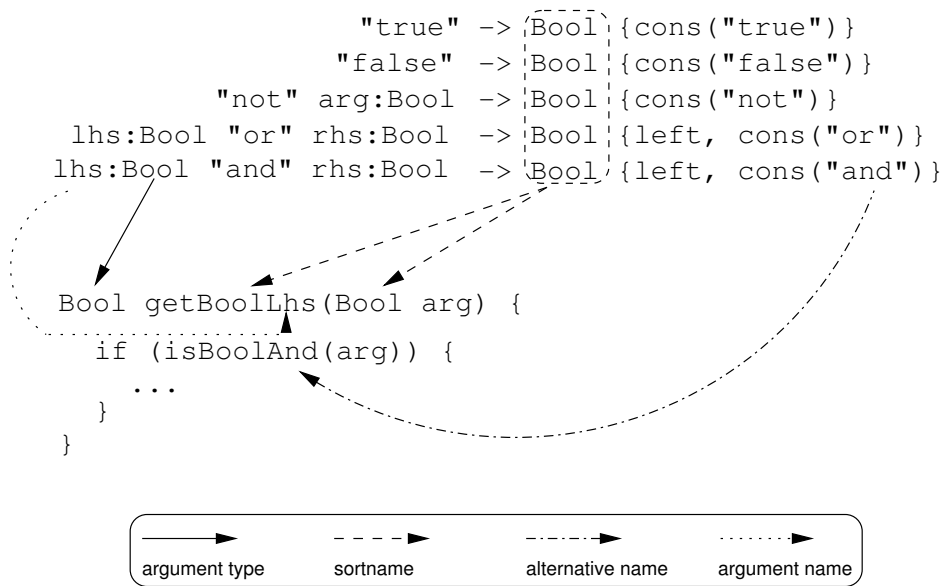 "true" -> Bool {cons("true")}
"false" -> Bool {cons("false")}
"not" arg:Bool -> Bool {cons("not")}
lhs:Bool "or" rhs:Bool -> Bool {left, cons("or")}
lhs:Bool "and" rhs:Bool -> Bool {left, cons("and")}
Bool getBoolLhs(Bool arg) {
if (isBoolAnd(arg)) {
...
}
}
argument type sortname alternative name argument name